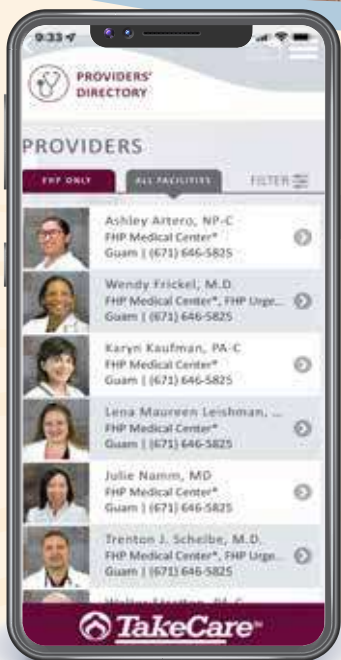 9:33
PROVIDERS'
DIRECTORY
PROVIDERS
FHP ONLY
ALL FACILITIES
FILTER
Ashley Artero, NP-C
FHP Medical Center*
Guam | (671) 646-5825
Wendy Frickel, M.D.
FHP Medical Center*, FHP Urge...
Guam | (671) 646-5825
Karyn Kaufman, PA-C
FHP Medical Center*
Guam | (671) 646-5825
Lena Maureen Leishman, ...
FHP Medical Center*
Guam | (671) 646-5825
Julie Namm, MD
FHP Medical Center*
Guam | (671) 646-5825
Trenton J. Scheibe, M.D.
FHP Medical Center*, FHP Urge...
Guam | (671) 646-5825
TakeCare